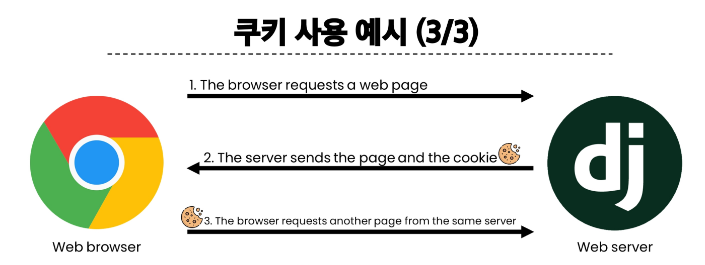 쿠키 사용 예시 (3/3)
1. The browser requests a web page
2. The server sends the page and the cookie
3. The browser requests another page from the same server
dj
Web browser
Web server